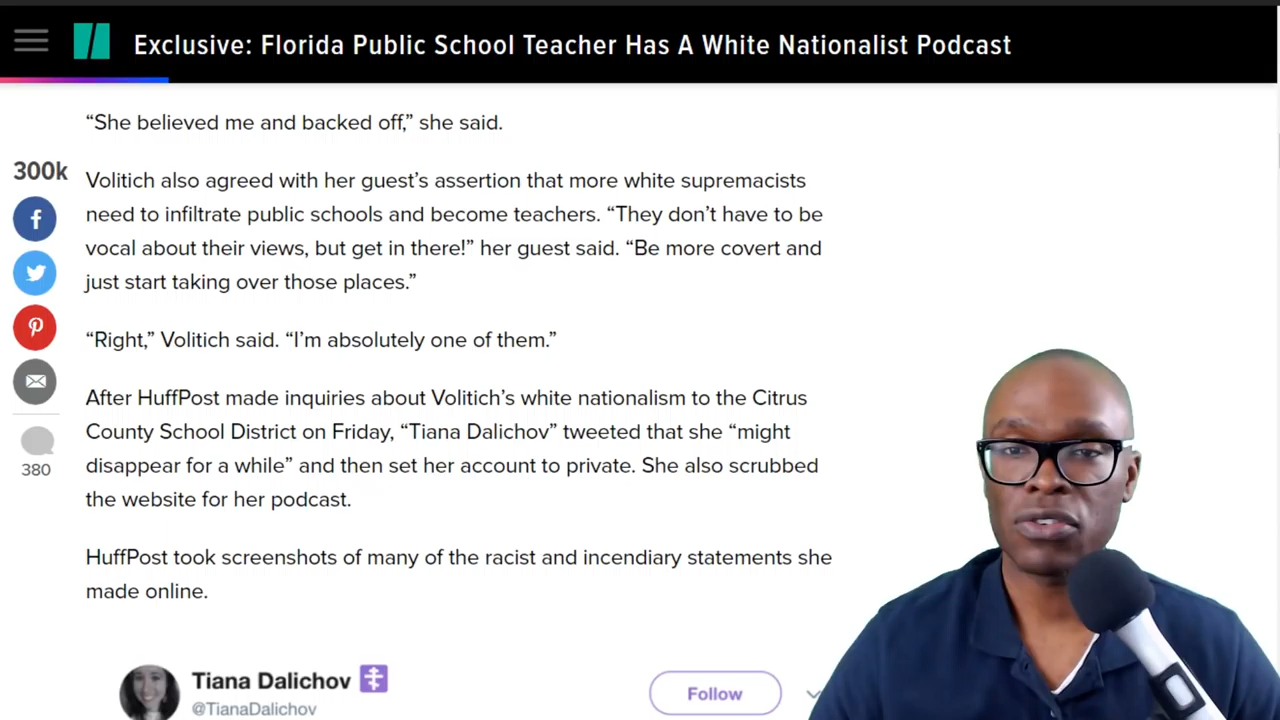 Exclusive: Florida Public School Teacher Has A White Nationalist Podcast
“She believed me and backed off,” she said.
300k
Volitich also agreed with her guest’s assertion that more white supremacists
need to infiltrate public schools and become teachers. “They don’t have to be
vocal about their views, but get in there!” her guest said. “Be more covert and
just start taking over those places.”
“Right,” Volitich said. “I’m absolutely one of them.”
After HuffPost made inquiries about Volitich’s white nationalism to the Citrus
County School District on Friday, “Tiana Dalichov” tweeted that she “might
disappear for a while” and then set her account to private. She also scrubbed
the website for her podcast.
380
HuffPost took screenshots of many of the racist and incendiary statements she
made online.
Tiana Dalichov
@TianaDalichov
Follow